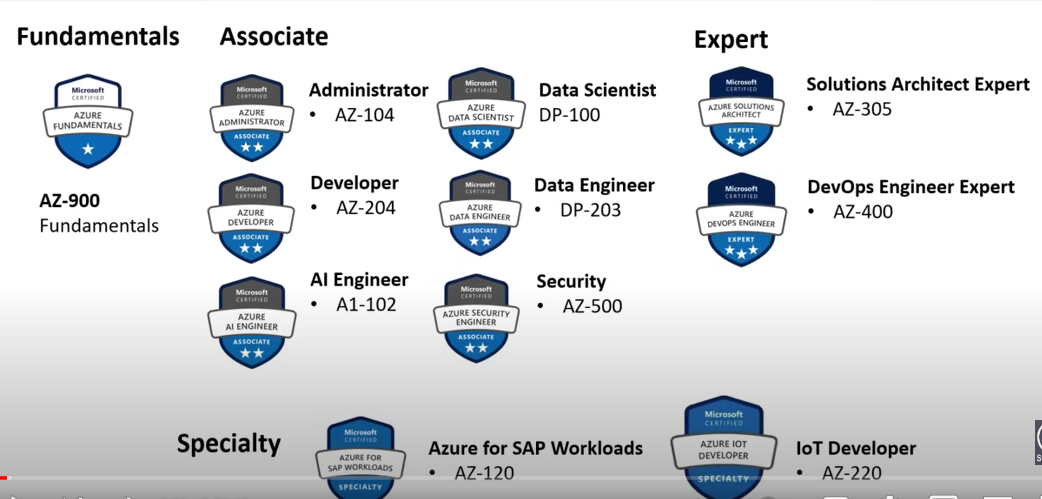 Fundamentals
Microsoft
CERTIFIED
AZURE
FUNDAMENTALS
AZ-900
Fundamentals
Associate
Microsoft
CERTIFIED
AZURE
ADMINISTRATOR
ASSOCIATE
Administrator
• AZ-104
Microsoft
CERTIFIED
AZURE
DATA SCIENTIST
ASSOCIATE
Data Scientist
DP-100
Microsoft
CERTIFIED
AZURE
DEVELOPER
ASSOCIATE
Developer
• AZ-204
Microsoft
CERTIFIED
AZURE
DATA ENGINEER
ASSOCIATE
Data Engineer
• DP-203
Microsoft
CERTIFIED
AZURE
AI ENGINEER
ASSOCIATE
AI Engineer
• A1-102
Microsoft
CERTIFIED
AZURE SECURITY
ENGINEER
ASSOCIATE
Security
• AZ-500
Expert
Microsoft
CERTIFIED
AZURE SOLUTIONS
ARCHITECT
EXPERT
Solutions Architect Expert
• AZ-305
Microsoft
CERTIFIED
AZURE
DEVOPS ENGINEER
EXPERT
DevOps Engineer Expert
• AZ-400
Specialty
Microsoft
CERTIFIED
AZURE FOR
SAP WORKLOADS
SPECIALTY
Azure for SAP Workloads
• AZ-120
Microsoft
CERTIFIED
AZURE IOT
DEVELOPER
SPECIALTY
IoT Developer
• AZ-220